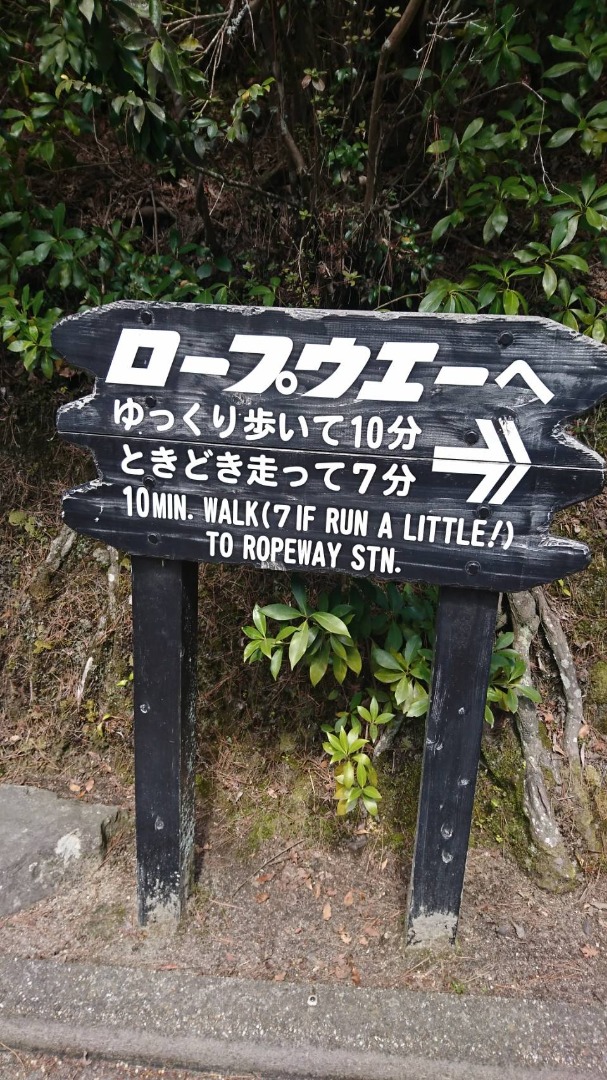 ロープウエーへ
ゆっくり歩いて10分
ときどき走って7分
10MIN. WALK(7 IF RUN A LITTLE!)
TO ROPEWAY STN.